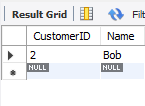 Result Grid Filt
CustomerID Name
2 Bob
NULL NULL